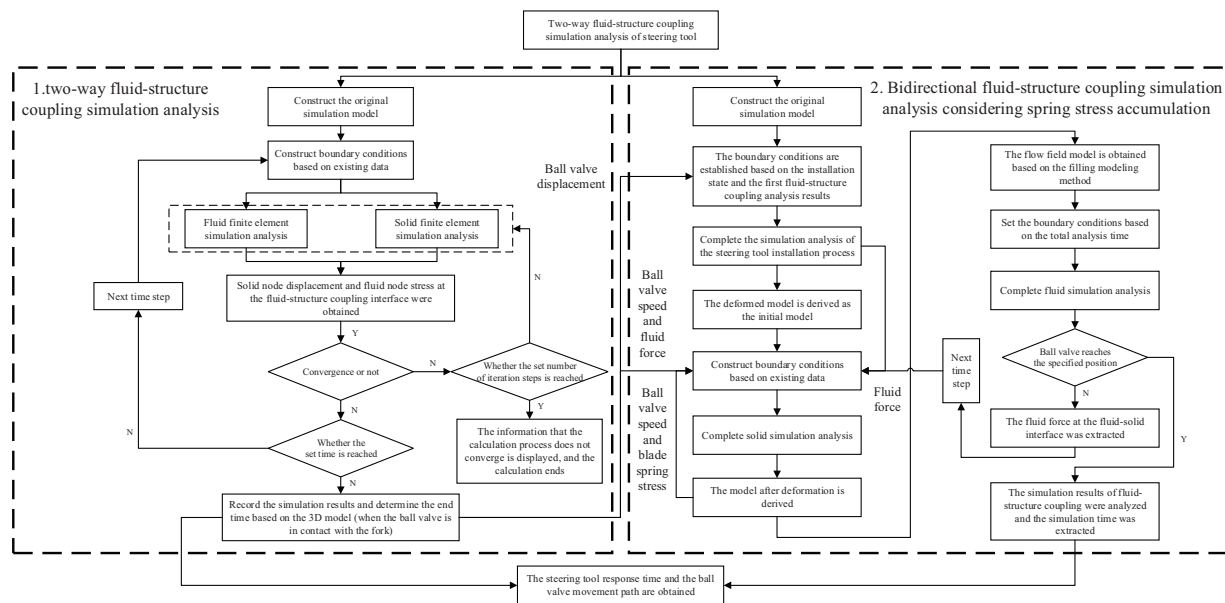 Two-way fluid-structure coupling
simulation analysis of steering tool
1.two-way fluid-structure
coupling simulation analysis
Construct the original
simulation model
Construct boundary conditions
based on existing data
Fluid finite element
simulation analysis
Solid finite element
simulation analysis
Solid node displacement and fluid node stress at
the fluid-structure coupling interface were
obtained
Next time step
Y
N
Convergence or not
N
Whether the set number
of iteration steps is reached
N
Y
N
Whether the
set time is reached
The information that the
calculation process does not
converge is displayed, and the
calculation ends
N
Record the simulation results and determine the end
time based on the 3D model (when the ball valve is
in contact with the fork)
Ball valve
displacement
Ball
valve
speed
and
fluid
force
Ball
valve
speed
and
blade
spring
stress
2. Bidirectional fluid-structure coupling simulation
analysis considering spring stress accumulation
Construct the original
simulation model
The boundary conditions are
established based on the installation
state and the first fluid-structure
coupling analysis results
Complete the simulation analysis of
the steering tool installation process
The deformed model is derived as
the initial model
Construct boundary conditions
based on existing data
Complete solid simulation analysis
The model after deformation is
derived
Fluid
force
Next
time
step
The flow field model is obtained
based on the filling modeling
method
Set the boundary conditions based
on the total analysis time
Complete fluid simulation analysis
Ball valve reaches
the specified position
N
Y
The fluid force at the fluid-solid
interface was extracted
The simulation results of fluid-
structure coupling were analyzed
and the simulation time was
extracted
The steering tool response time and the ball
valve movement path are obtained